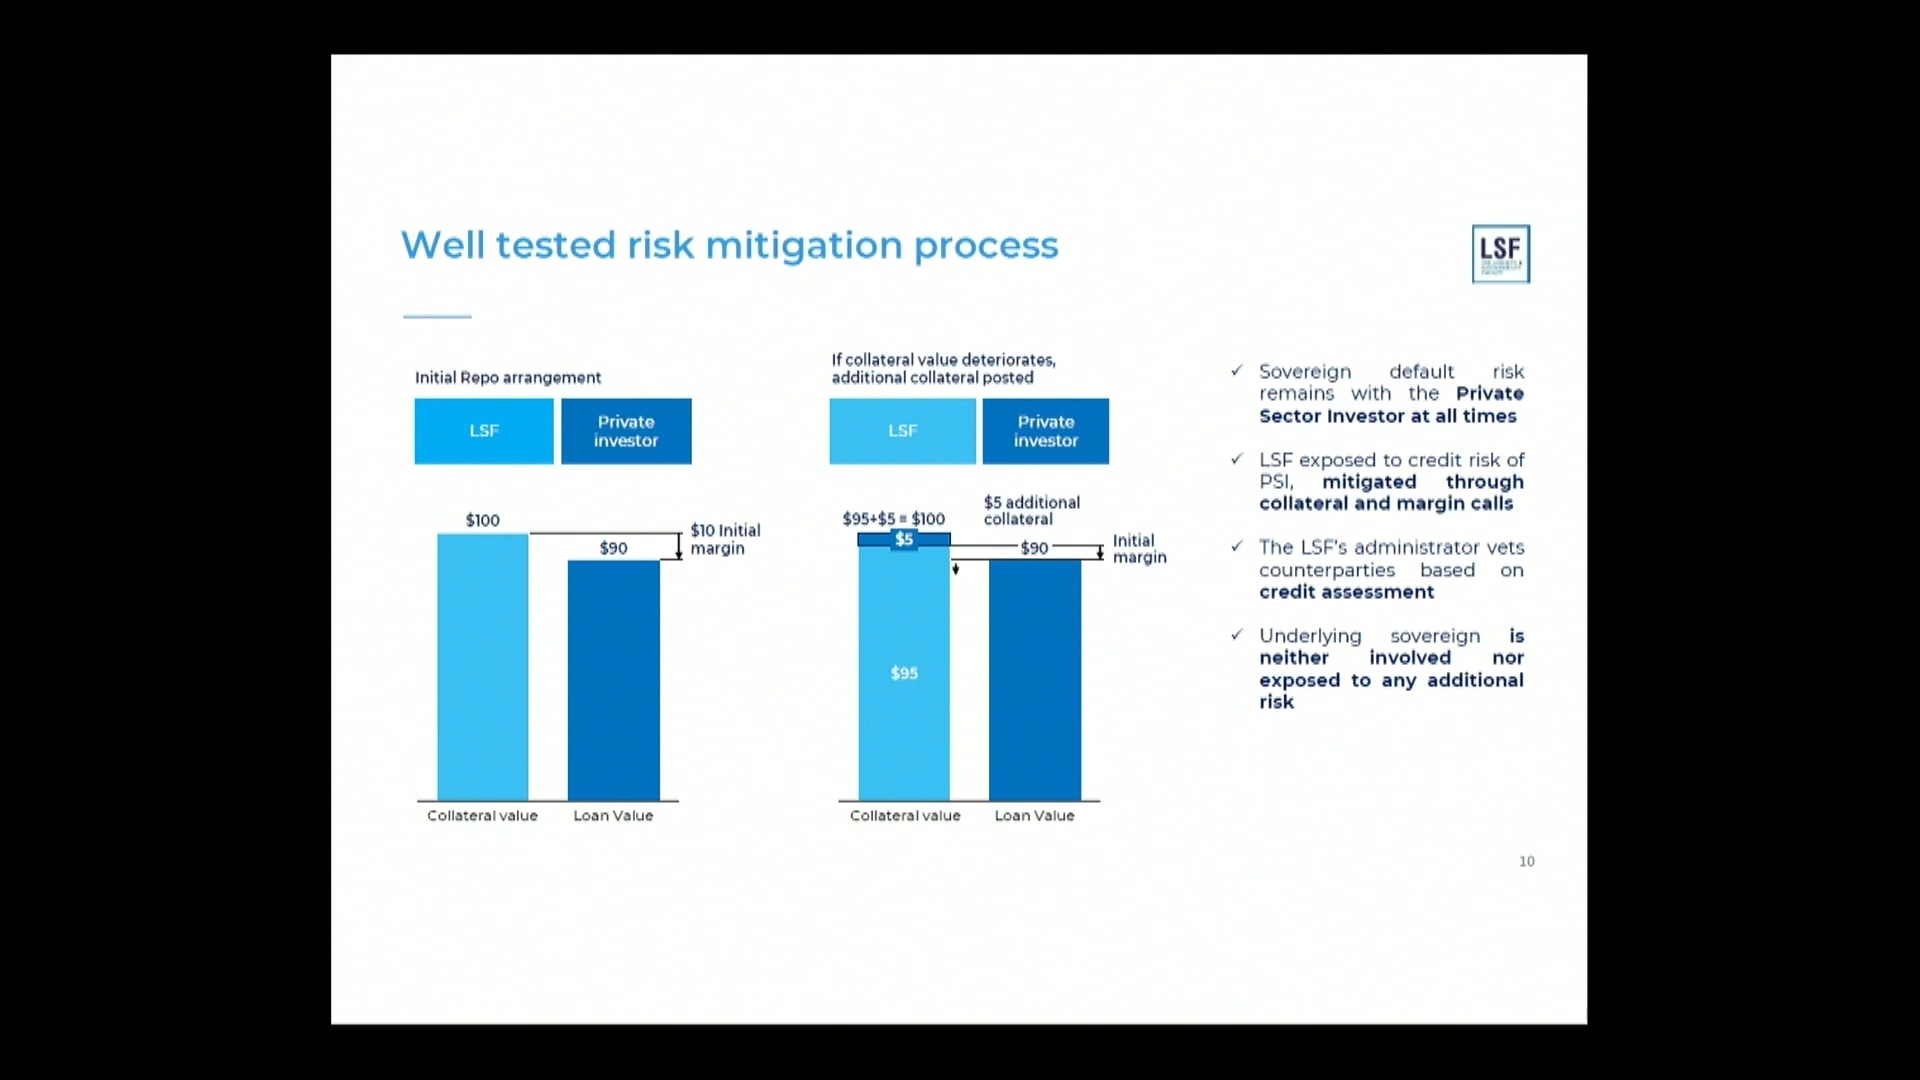 Well tested risk mitigation process
LSF
Initial Repo arrangement
LSF
Private
investor
$100
$90
$10 Initial
margin
Collateral value
Loan Value
If collateral value deteriorates,
additional collateral posted
LSF
Private
investor
$95+$5 = $100
$5 additional
collateral
$5
$90
Initial
margin
$95
Collateral value
Loan Value
✓ Sovereign default risk
remains with the Private
Sector Investor at all times
✓ LSF exposed to credit risk of
PSI, mitigated through
collateral and margin calls
✓ The LSF's administrator vets
counterparties based on
credit assessment
✓ Underlying sovereign is
neither involved nor
exposed to any additional
risk
10